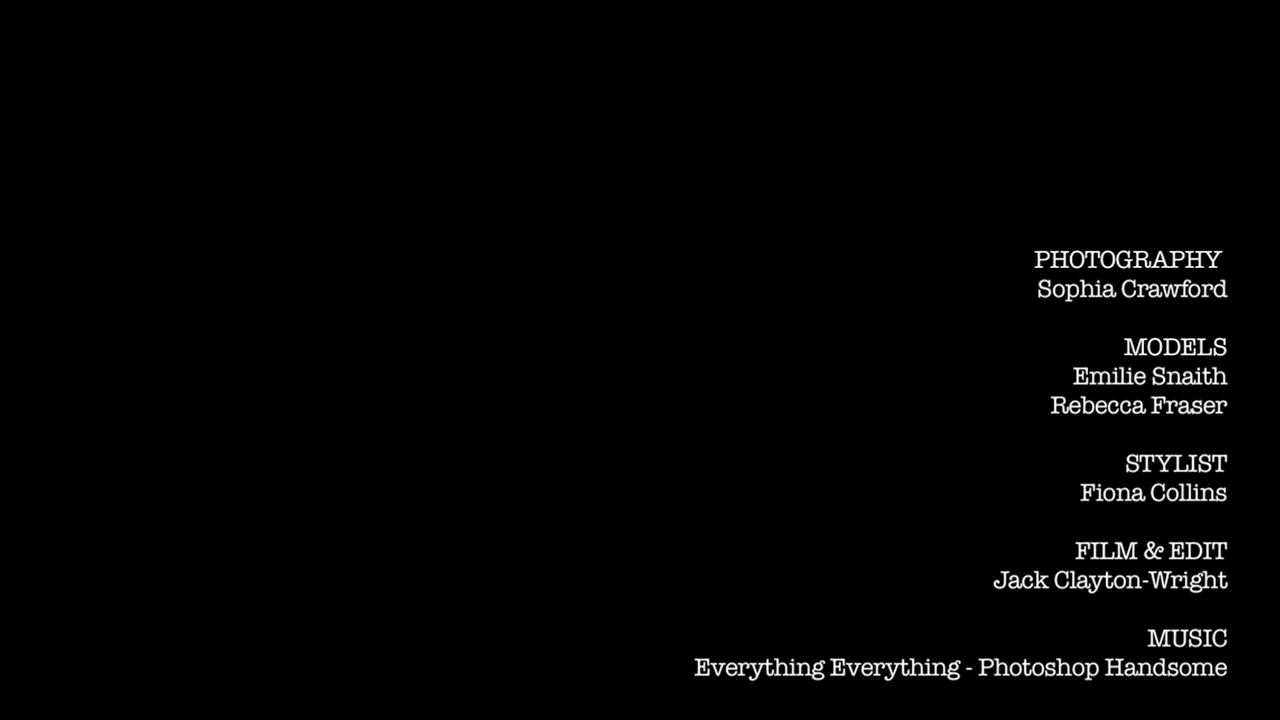 PHOTOGRAPHY
Sophia Crawford
MODELS
Emilie Snaith
Rebecca Fraser
STYLIST
Fiona Collins
FILM & EDIT
Jack Clayton-Wright
MUSIC
Everything Everything - Photoshop Handsome